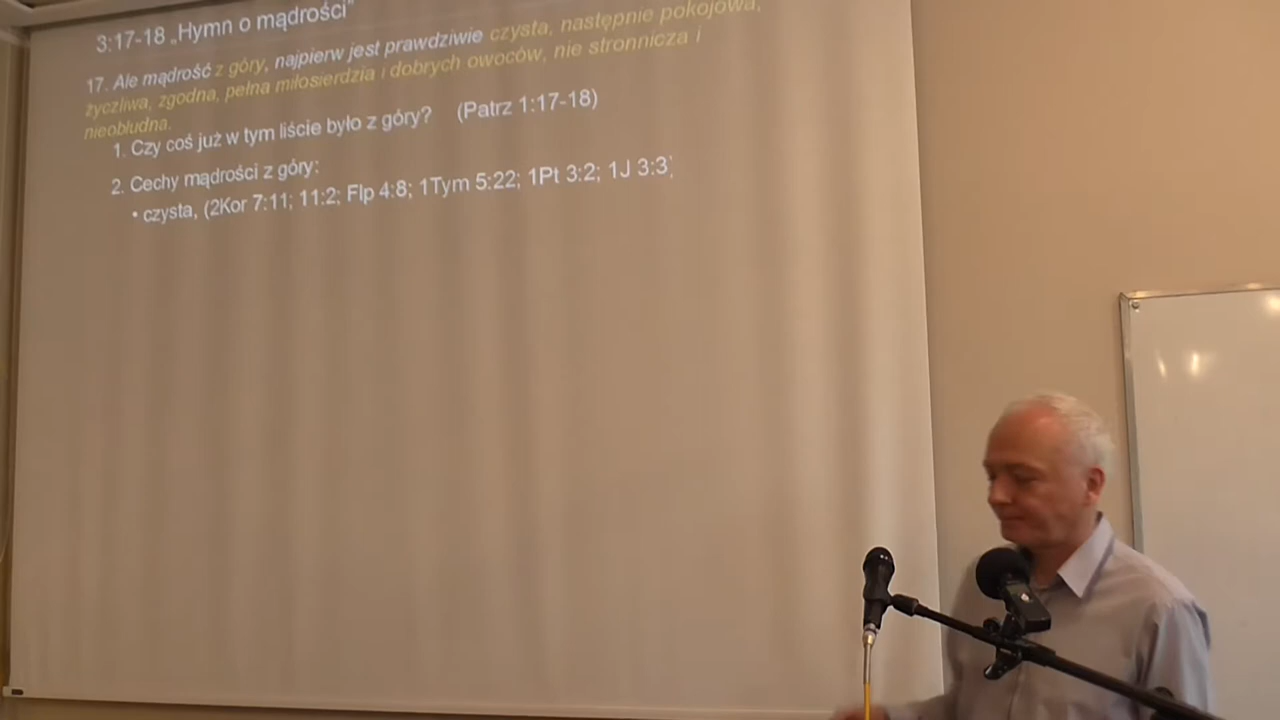 3:17-18 „Hymn o mądrości”
17. Ale mądrość z góry, najpierw jest prawdziwie czysta, następnie pokojowa,
życzliwa, zgodna, pełna miłosierdzia i dobrych owoców, nie stronnicza i
nieobłudna.
1. Czy coś już w tym liście było z góry? (Patrz 1:17-18)
2. Cechy mądrości z góry:
• czysta, (2Kor 7:11; 11:2; Flp 4:8; 1Tym 5:22; 1Pt 3:2; 1J 3:3;